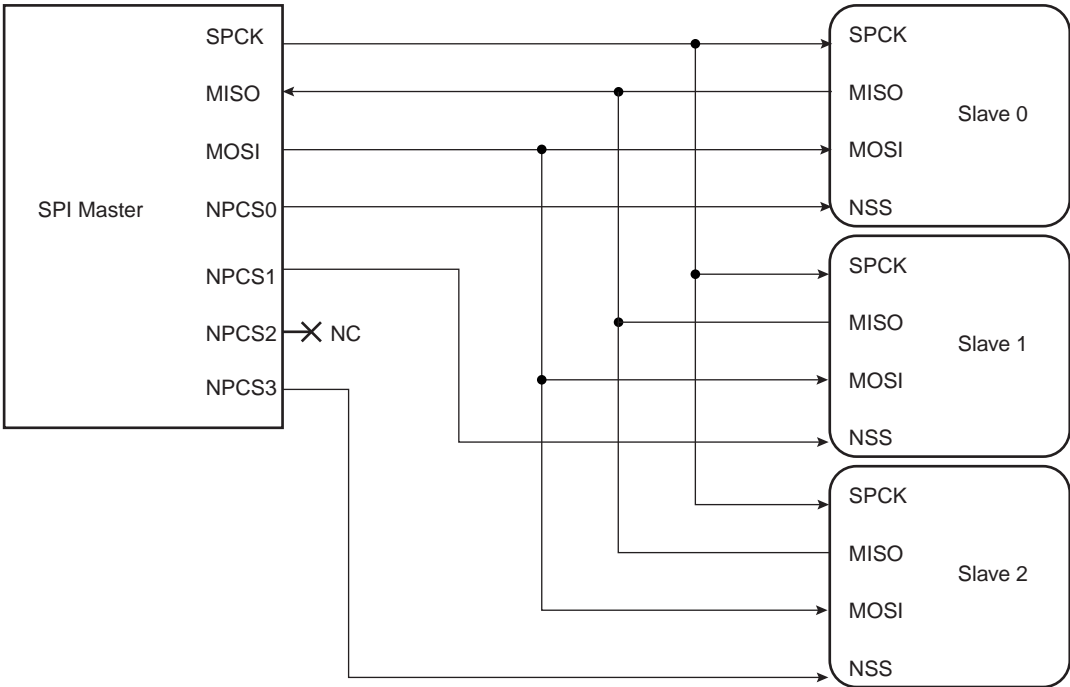 SPI Master
SPCK
MISO
MOSI
NPCS0
NPCS1
NPCS2
NC
NPCS3
SPCK
MISO
Slave 0
MOSI
NSS
SPCK
MISO
Slave 1
MOSI
NSS
SPCK
MISO
Slave 2
MOSI
NSS